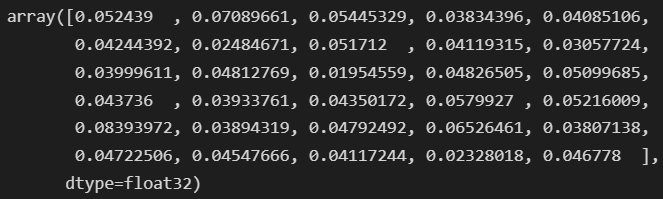 array([0.052439  , 0.07089661, 0.05445329, 0.03834396, 0.04085106,
       0.04244392, 0.02484671, 0.051712  , 0.04119315, 0.03057724,
       0.03999611, 0.04812769, 0.01954559, 0.04826505, 0.05099685,
       0.043736  , 0.03933761, 0.04350172, 0.0579927 , 0.05216009,
       0.08393972, 0.03894319, 0.04792492, 0.06526461, 0.03807138,
       0.04722506, 0.04547666, 0.04117244, 0.02328018, 0.046778  ],
      dtype=float32)